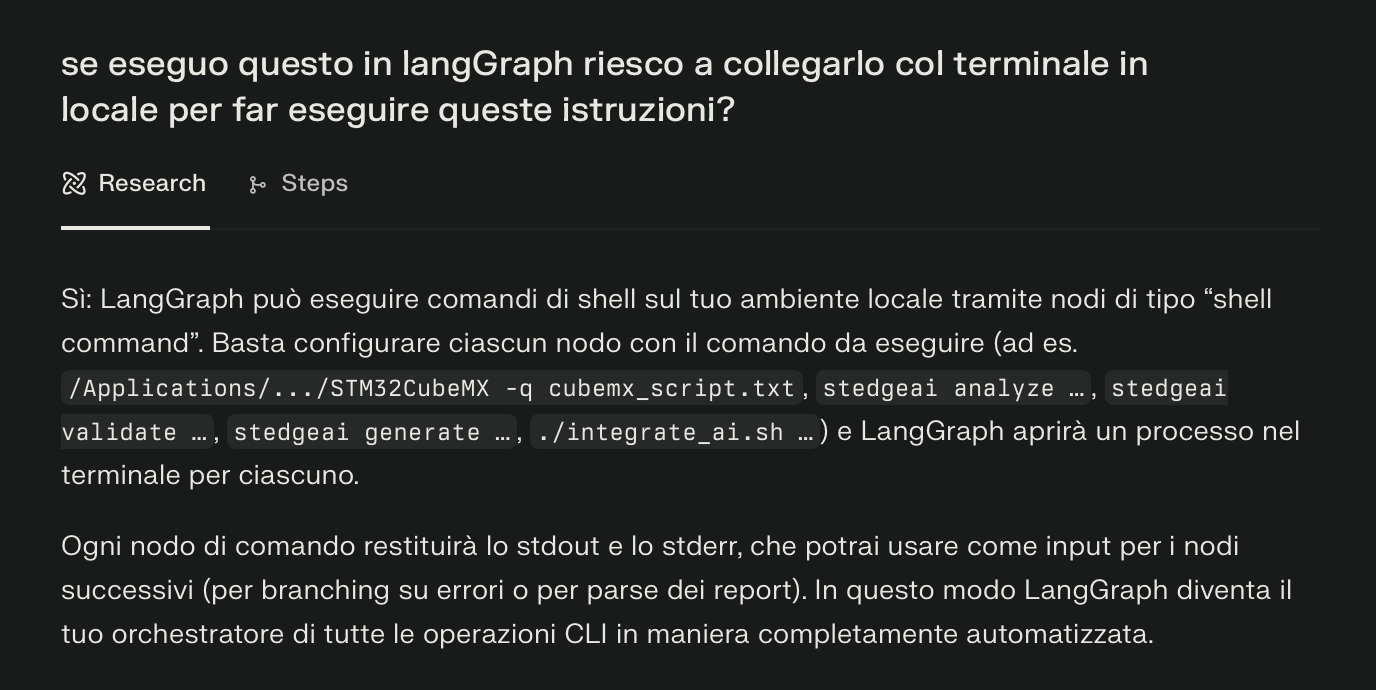 se eseguo questo in langGraph riesco a collegarlo col terminale in
locale per far eseguire queste istruzioni?
Research Steps
Sì: LangGraph può eseguire comandi di shell sul tuo ambiente locale tramite nodi di tipo “shell
command”. Basta configurare ciascun nodo con il comando da eseguire (ad es.
/Applications/.../STM32CubeMX -q cubemx_script.txt, stedgeai analyze …, stedgeai
validate …, stedgeai generate …, ./integrate_ai.sh …) e LangGraph aprirà un processo nel
terminale per ciascuno.
Ogni nodo di comando restituirà lo stdout e lo stderr, che potrai usare come input per i nodi
successivi (per branching su errori o per parse dei report). In questo modo LangGraph diventa il
tuo orchestratore di tutte le operazioni CLI in maniera completamente automatizzata.